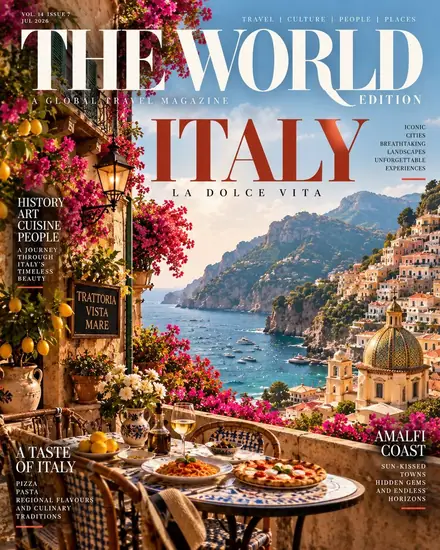 VOL. 14 ISSUE 7
JUL 2026
TRAVEL | CULTURE | PEOPLE | PLACES
THE WORLD
A GLOBAL TRAVEL MAGAZINE
EDITION
ITALY
LA DOLCE VITA
ICONIC
CITIES
BREATHTAKING
LANDSCAPES
UNFORGETTABLE
EXPERIENCES
HISTORY
ART
CUISINE
PEOPLE
A JOURNEY
THROUGH
ITALY'S
TIMELESS
BEAUTY
TRATTORIA
VISTA
MARE
A TASTE
OF ITALY
PIZZA
PASTA
REGIONAL FLAVOURS
AND CULINARY
TRADITIONS
AMALFI
COAST
SUN-KISSED
TOWNS
HIDDEN GEMS
AND ENDLESS
HORIZONS